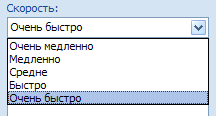 Скорость:
Очень быстро
Очень медленно
Медленно
Средне
Быстро
Очень быстро